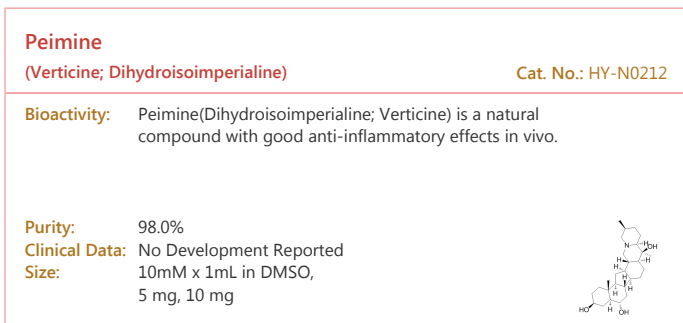 Peimine
(Verticine; Dihydroisoimperialine) Cat. No.: HY-N0212
Bioactivity: Peimine(Dihydroisoimperialine; Verticine) is a natural
compound with good anti-inflammatory effects in vivo.
Purity: 98.0%
Clinical Data: No Development Reported
Size: 10mM x 1mL in DMSO,
5 mg, 10 mg
H
N OH
H H
H
H H
H
HO OH